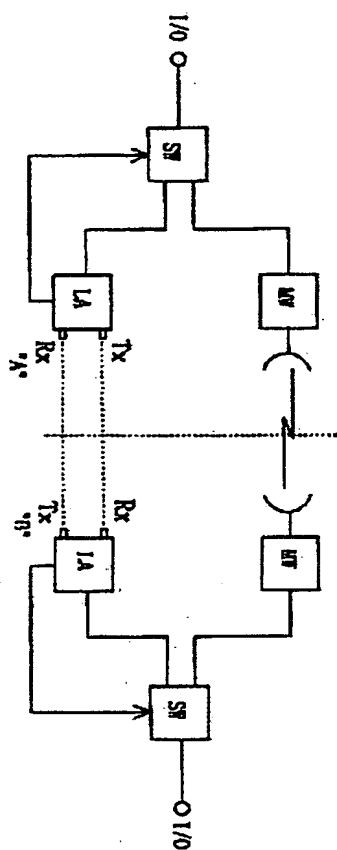 MW
MW
I/O
SW
SW
I/O
Tx
Rx
LA
LA
Rx
Tx
"A"
"B"